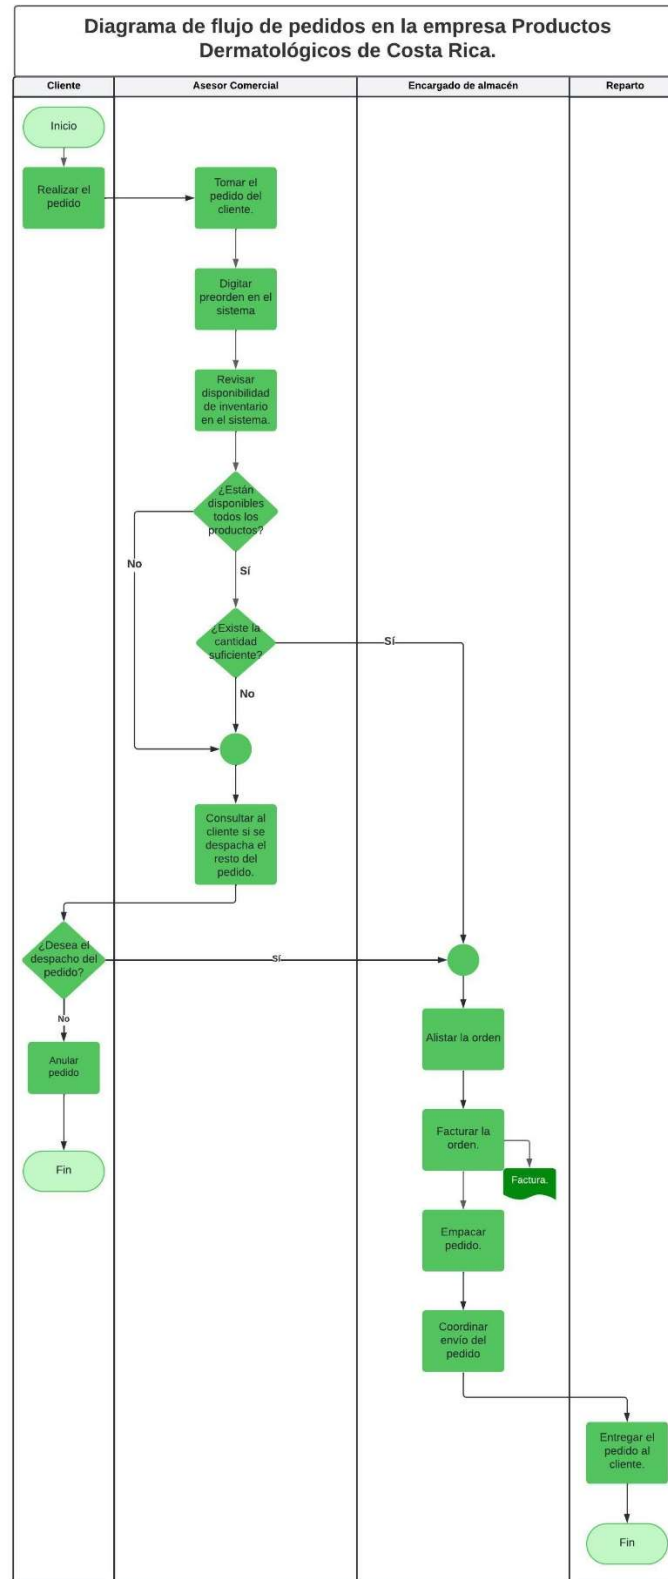 Diagrama de flujo de pedidos en la empresa Productos
Dermatológicos de Costa Rica.
Cliente
Asesor Comercial
Encargado de almacén
Reparto
Inicio
Realizar el
pedido
Tomar el
pedido del
cliente.
Digitar
preorden en el
sistema
Revisar
disponibilidad
de inventario
en el sistema.
¿Están
disponibles
todos los
productos?
No
Sí
¿Existe la
cantidad
suficiente?
Sí
No
Consultar al
cliente si se
despacha el
resto del
pedido.
¿Desea el
despacho del
pedido?
Sí
No
Anular
pedido
Fin
Alistar la orden
Facturar la
orden.
Factura.
Empacar
pedido.
Coordinar
envío del
pedido
Entregar el
pedido al
cliente.
Fin